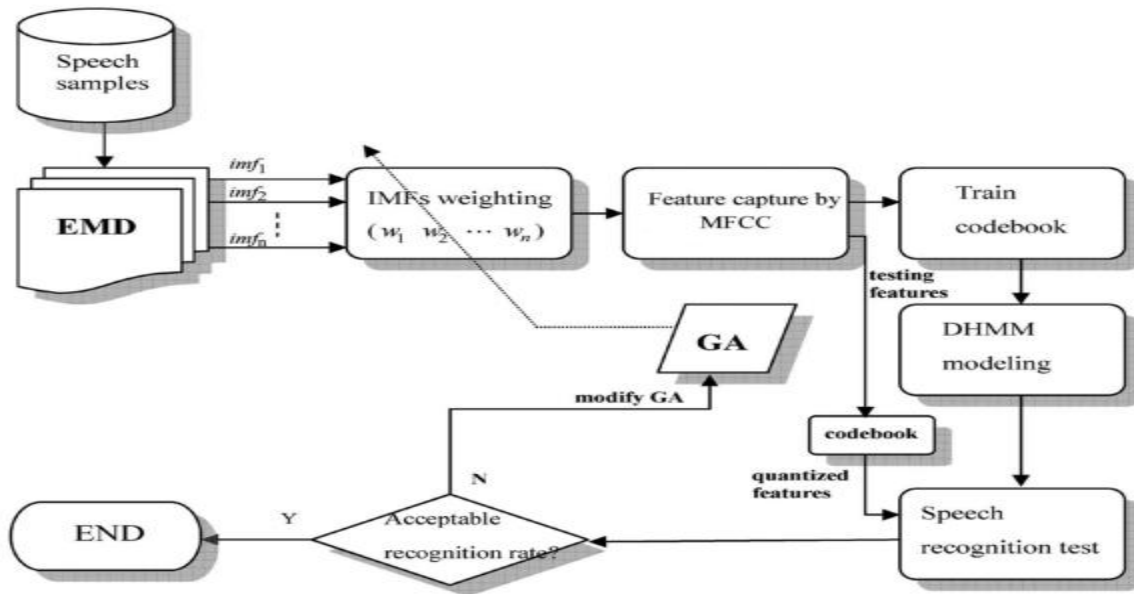 Speech
samples
EMD
imf1
imf2
imfn
IMFs weighting
(w1 w2 ... wn)
Feature capture by
MFCC
Train
codebook
testing
features
DHMM
modeling
GA
modify GA
codebook
quantized
features
N
Y
Acceptable
recognition rate?
END
Speech
recognition test